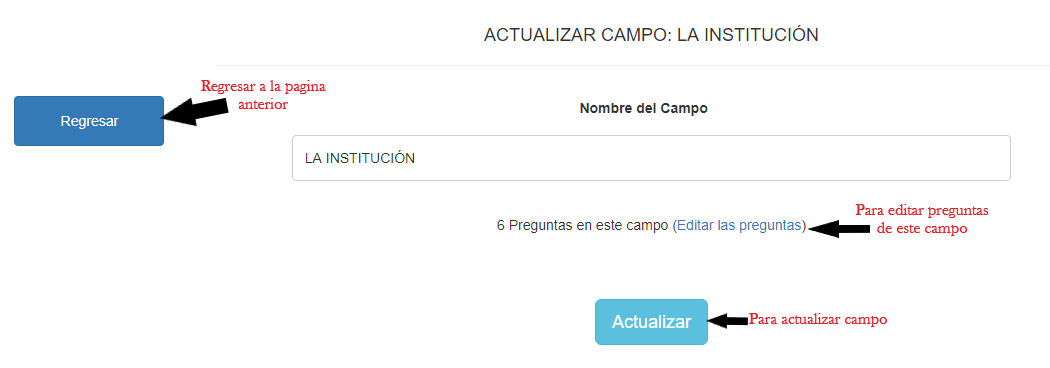 ACTUALIZAR CAMPO: LA INSTITUCIÓN
Regresar a la pagina
anterior
Regresar
Nombre del Campo
LA INSTITUCIÓN
6 Preguntas en este campo (Editar las preguntas)
Para editar preguntas
de este campo
Actualizar
Para actualizar campo